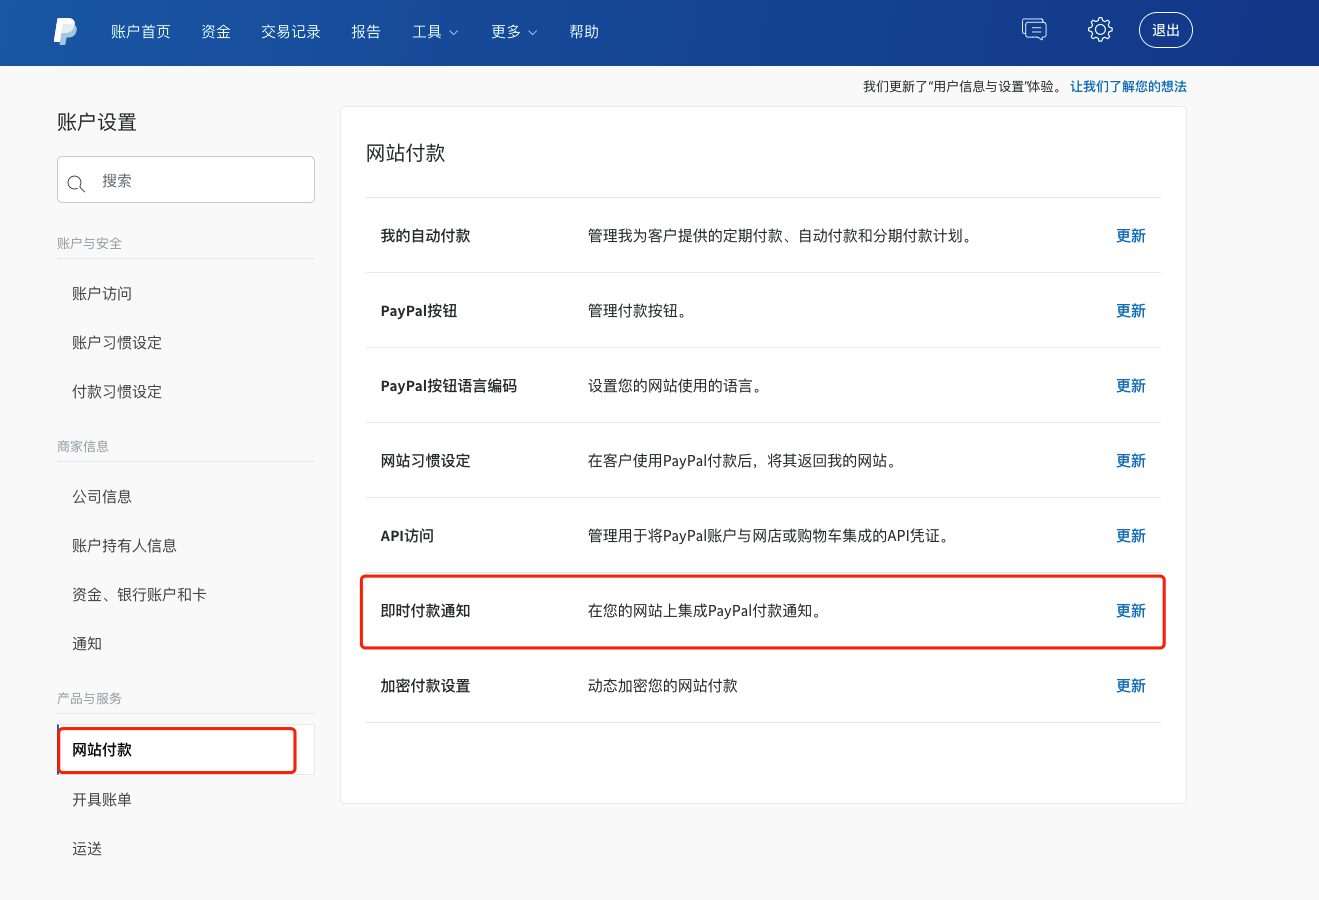 账户首页 资金 交易记录 报告 工具 更多 帮助 退出
我们更新了“用户信息与设置”体验。 让我们了解您的想法
账户设置
搜索
账户与安全
账户访问
账户习惯设定
付款习惯设定
商家信息
公司信息
账户持有人信息
资金、银行账户和卡
通知
产品与服务
网站付款
开具账单
运送
网站付款
我的自动付款 管理我为客户提供的定期付款、自动付款和分期付款计划。 更新
PayPal按钮 管理付款按钮。 更新
PayPal按钮语言编码 设置您的网站使用的语言。 更新
网站习惯设定 在客户使用PayPal付款后，将其返回我的网站。 更新
API访问 管理用于将PayPal账户与网店或购物车集成的API凭证。 更新
即时付款通知 在您的网站上集成PayPal付款通知。 更新
加密付款设置 动态加密您的网站付款 更新